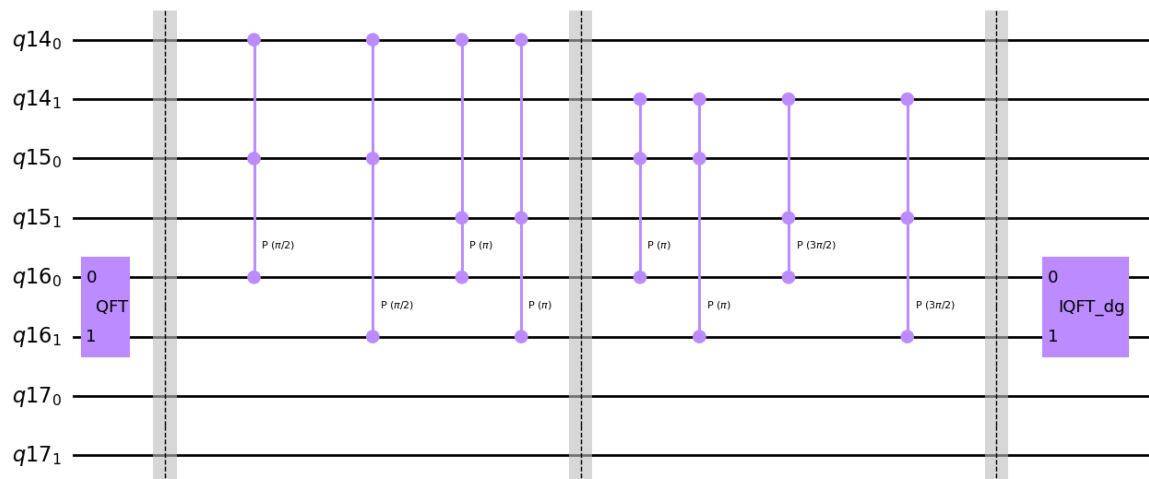 q14₀
q14₁
q15₀
q15₁
P (π/2) P (π) P (π) P (3π/2)
q16₀ 0 0
QFT P (π/2) P (π) P (π) P (3π/2) IQFT_dg
q16₁ 1 1
q17₀
q17₁